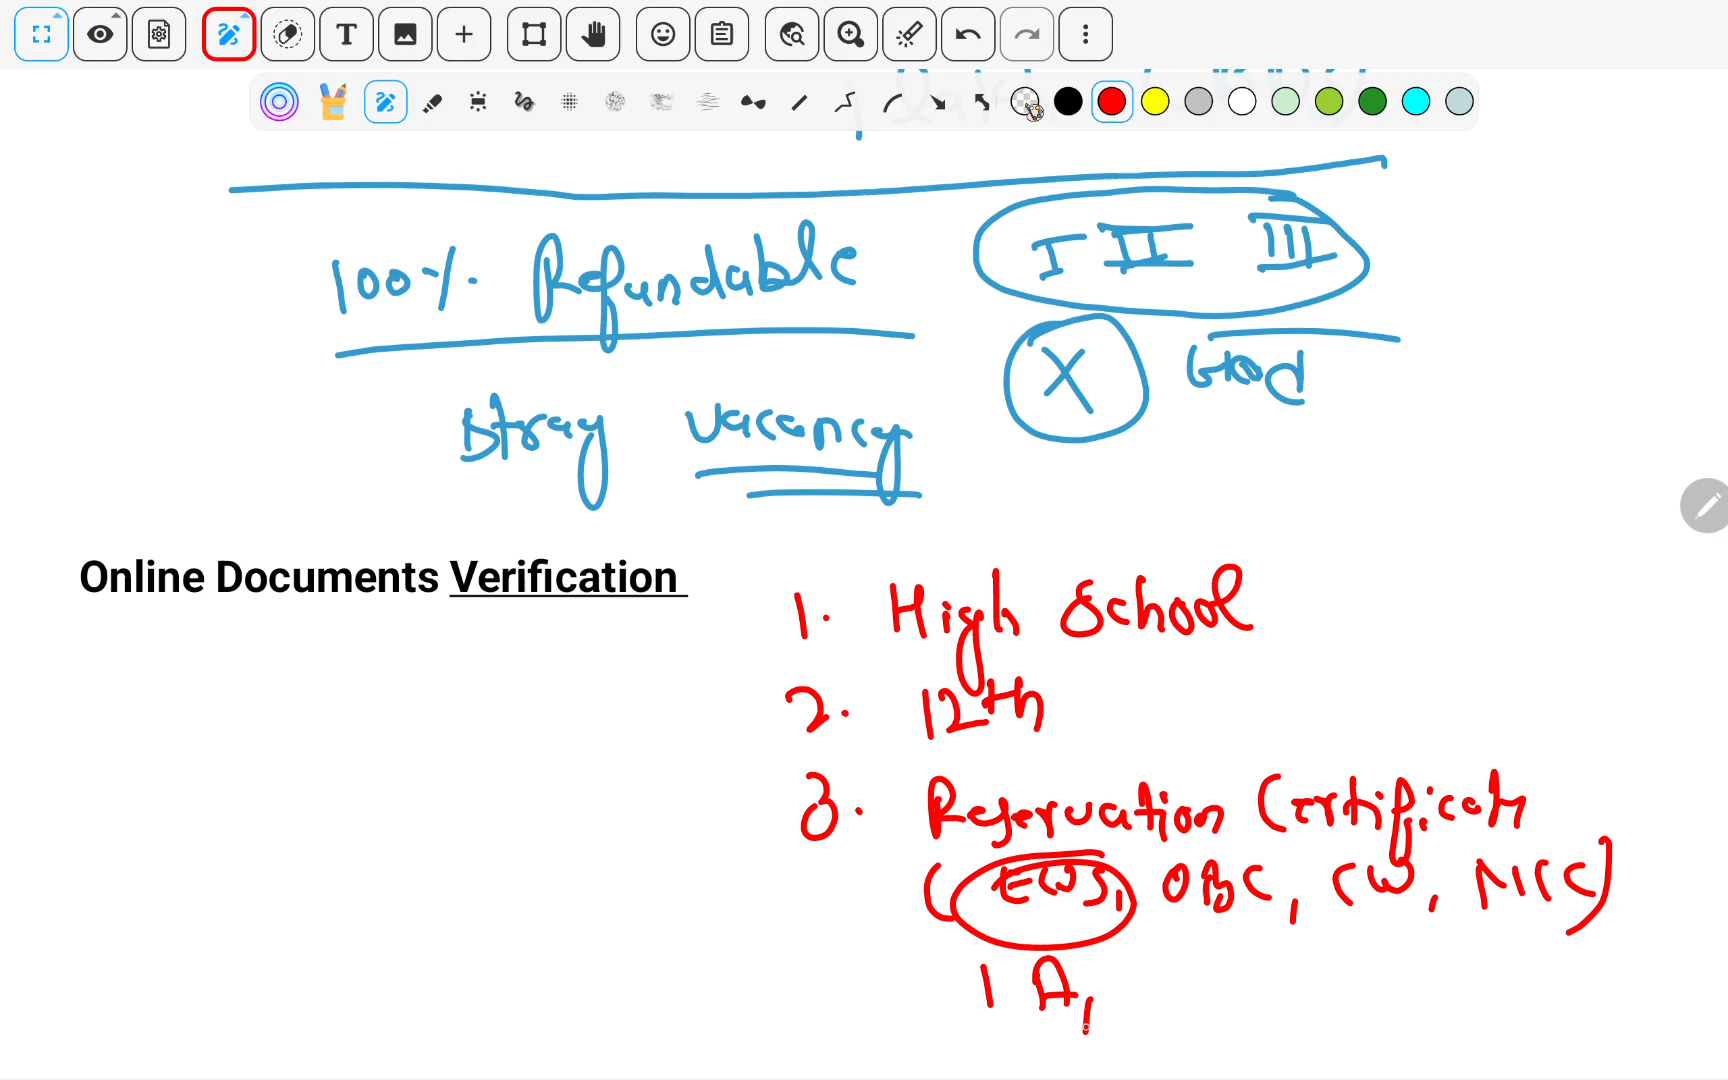 100% Refundable I II III
X
Stray vacancy
Online Documents Verification
1. High School
2. 12th
3. Reservation Certificate
(EWS, OBC, CW, NCC)
1 A,